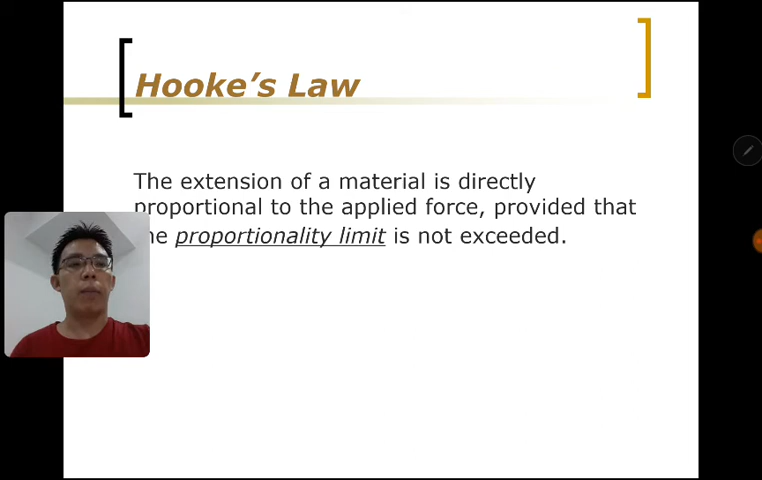 Hooke’s Law
The extension of a material is directly
proportional to the applied force, provided that
he proportionality limit is not exceeded.